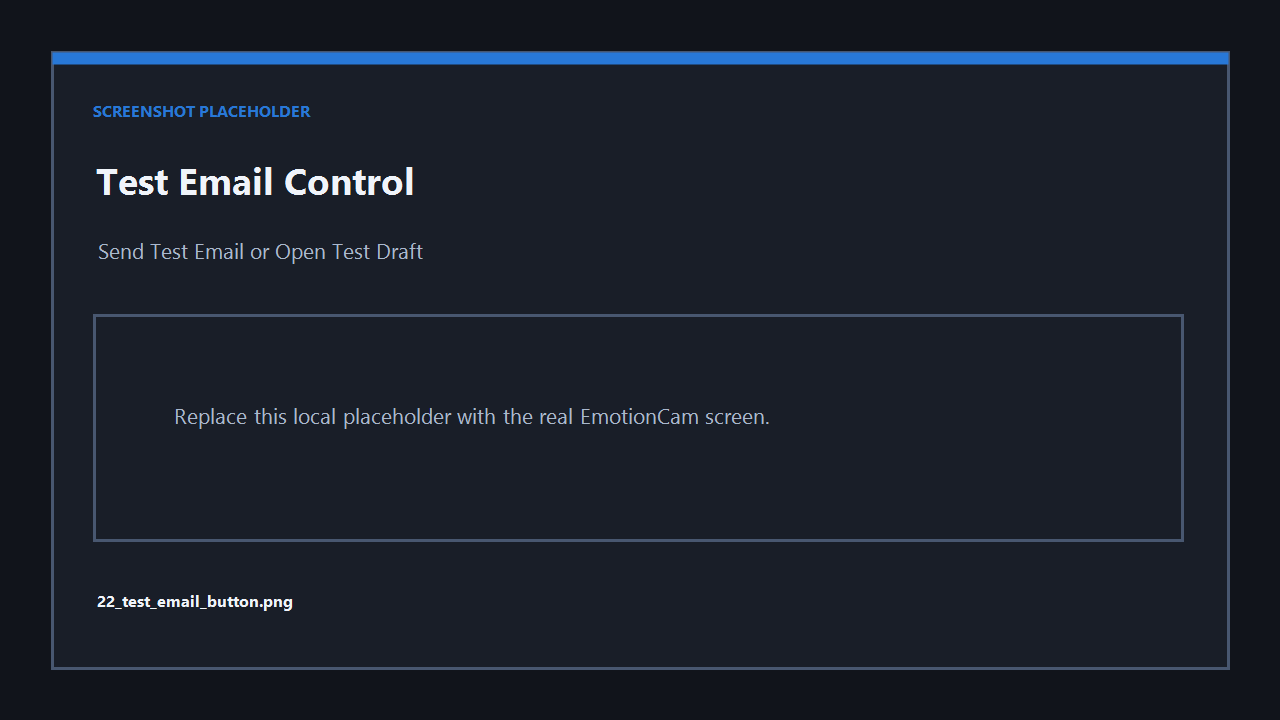 SCREENSHOT PLACEHOLDER
Test Email Control
Send Test Email or Open Test Draft
Replace this local placeholder with the real EmotionCam screen.
22_test_email_button.png